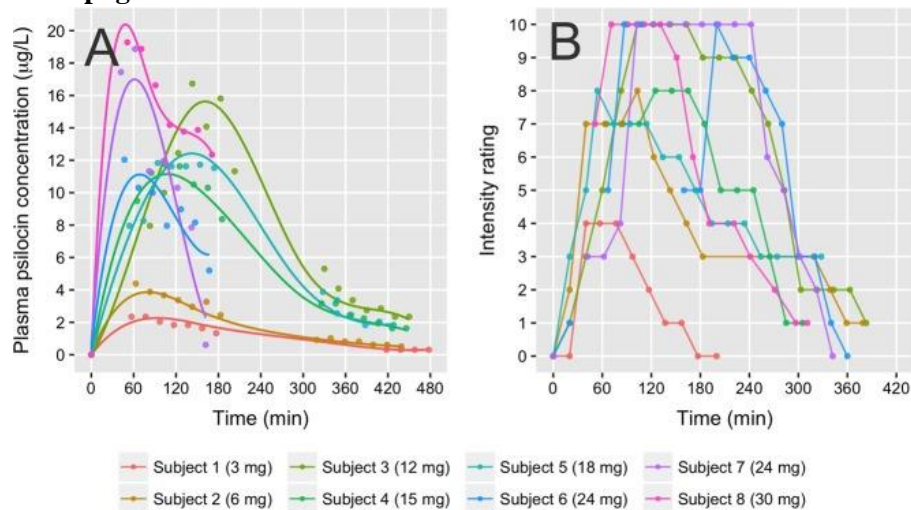 A
B
Plasma psilocin concentration (μg/L)
20
18
16
14
12
10
8
6
4
2
0
0 60 120 180 240 300 360 420 480
Time (min)
Intensity rating
10
9
8
7
6
5
4
3
2
1
0
0 60 120 180 240 300 360 420
Time (min)
Subject 1 (3 mg) Subject 3 (12 mg) Subject 5 (18 mg) Subject 7 (24 mg)
Subject 2 (6 mg) Subject 4 (15 mg) Subject 6 (24 mg) Subject 8 (30 mg)